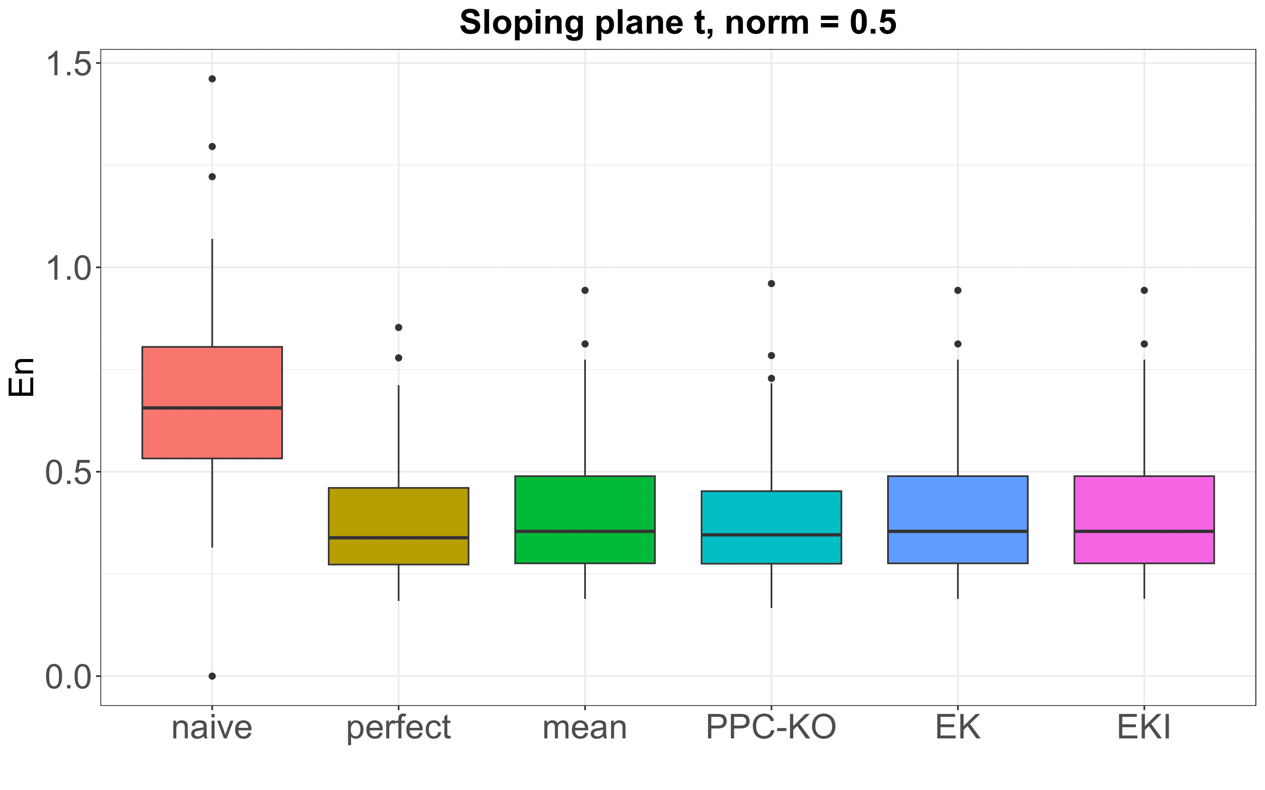 Sloping plane t, norm = 0.5
En
1.5
1.0
0.5
0.0
naive perfect mean PPC-KO EK EKI